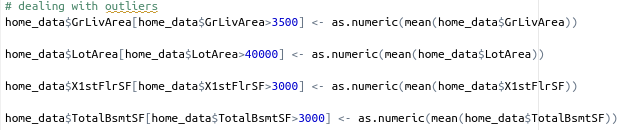 # dealing with outliers
home_data$GrLivArea[home_data$GrLivArea>3500] <- as.numeric(mean(home_data$GrLivArea))
home_data$LotArea[home_data$LotArea>40000] <- as.numeric(mean(home_data$LotArea))
home_data$X1stFlrSF[home_data$X1stFlrSF>3000] <- as.numeric(mean(home_data$X1stFlrSF))
home_data$TotalBsmtSF[home_data$TotalBsmtSF>3000] <- as.numeric(mean(home_data$TotalBsmtSF))